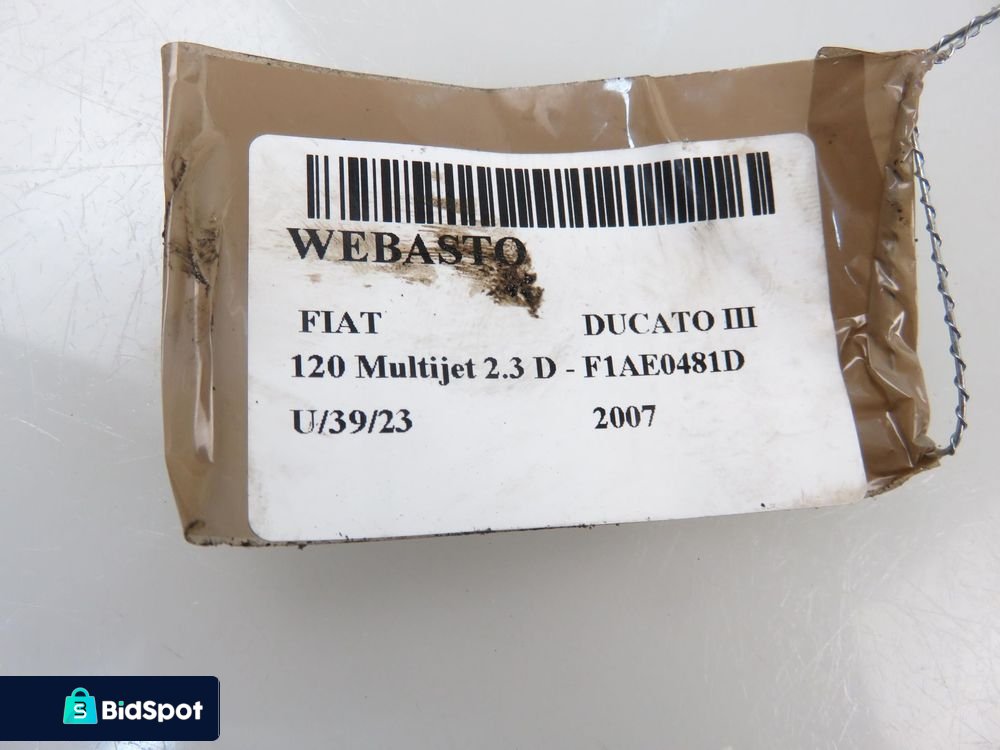 WEBASTO
FIAT DUCATO III
120 Multijet 2.3 D - F1AE0481D
U/39/23 2007
BidSpot